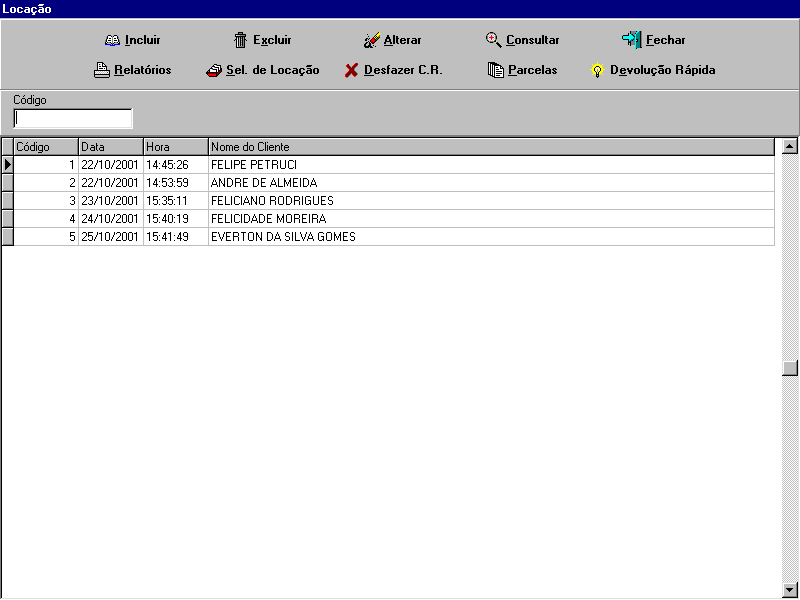 Locação
Incluir Excluir Alterar Consultar Fechar
Relatórios Sel. de Locação Desfazer C.R. Parcelas Devolução Rápida
Código
Código Data Hora Nome do Cliente
1 22/10/2001 14:45:26 FELIPE PETRUCI
2 22/10/2001 14:53:59 ANDRE DE ALMEIDA
3 23/10/2001 15:35:11 FELICIANO RODRIGUES
4 24/10/2001 15:40:19 FELICIDADE MOREIRA
5 25/10/2001 15:41:49 EVERTON DA SILVA GOMES